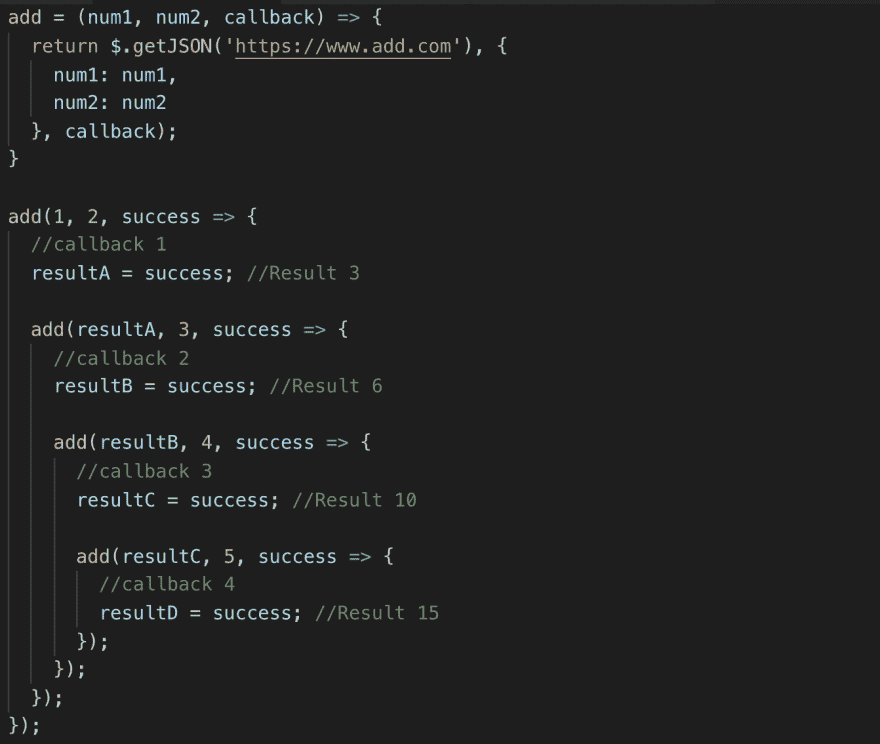 add = (num1, num2, callback) => {
  return $.getJSON('https://www.add.com'), {
    num1: num1,
    num2: num2
  }, callback);
}

add(1, 2, success => {
  //callback 1
  resultA = success; //Result 3

  add(resultA, 3, success => {
    //callback 2
    resultB = success; //Result 6

    add(resultB, 4, success => {
      //callback 3
      resultC = success; //Result 10

      add(resultC, 5, success => {
        //callback 4
        resultD = success; //Result 15
      });
    });
  });
});